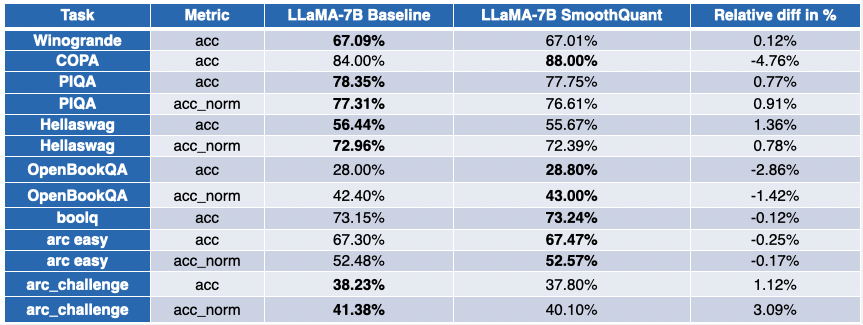 Task Metric LLaMA-7B Baseline LLaMA-7B SmoothQuant Relative diff in %
Winogrande acc 67.09% 67.01% 0.12%
COPA acc 84.00% 88.00% -4.76%
PIQA acc 78.35% 77.75% 0.77%
PIQA acc_norm 77.31% 76.61% 0.91%
Hellaswag acc 56.44% 55.67% 1.36%
Hellaswag acc_norm 72.96% 72.39% 0.78%
OpenBookQA acc 28.00% 28.80% -2.86%
OpenBookQA acc_norm 42.40% 43.00% -1.42%
boolq acc 73.15% 73.24% -0.12%
arc easy acc 67.30% 67.47% -0.25%
arc easy acc_norm 52.48% 52.57% -0.17%
arc_challenge acc 38.23% 37.80% 1.12%
arc_challenge acc_norm 41.38% 40.10% 3.09%